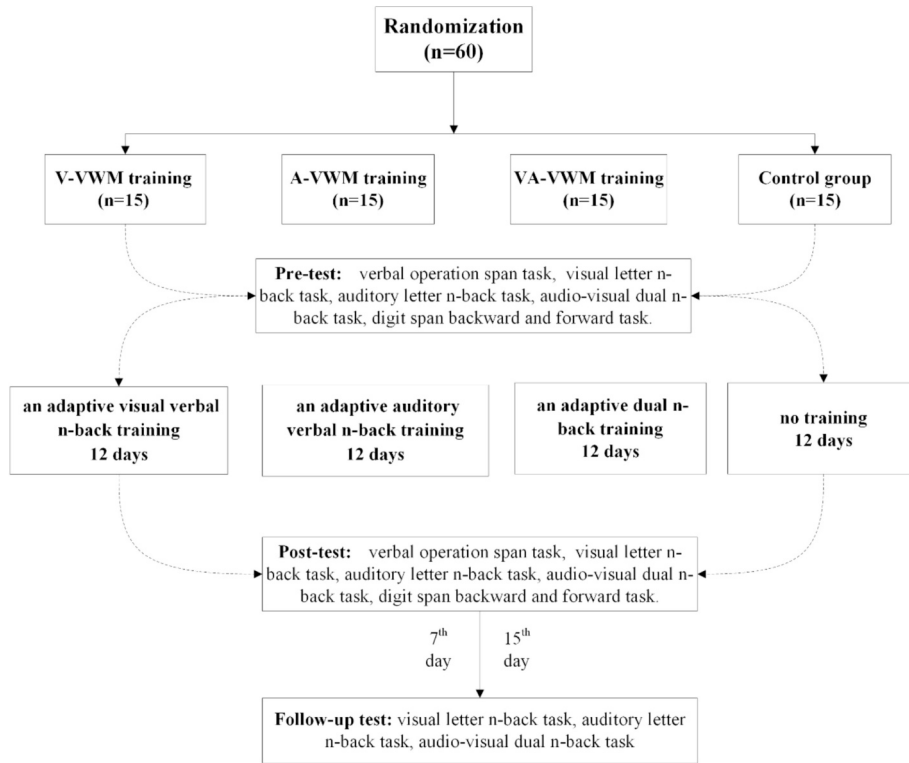 Randomization
(n=60)
V-VWM training
(n=15)
A-VWM training
(n=15)
VA-VWM training
(n=15)
Control group
(n=15)
Pre-test: verbal operation span task, visual letter n-
back task, auditory letter n-back task, audio-visual dual n-
back task, digit span backward and forward task.
an adaptive visual verbal
n-back training
12 days
an adaptive auditory
verbal n-back training
12 days
an adaptive dual n-
back training
12 days
no training
12 days
Post-test: verbal operation span task, visual letter n-
back task, auditory letter n-back task, audio-visual dual n-
back task, digit span backward and forward task.
7th
day
15th
day
Follow-up test: visual letter n-back task, auditory letter
n-back task, audio-visual dual n-back task